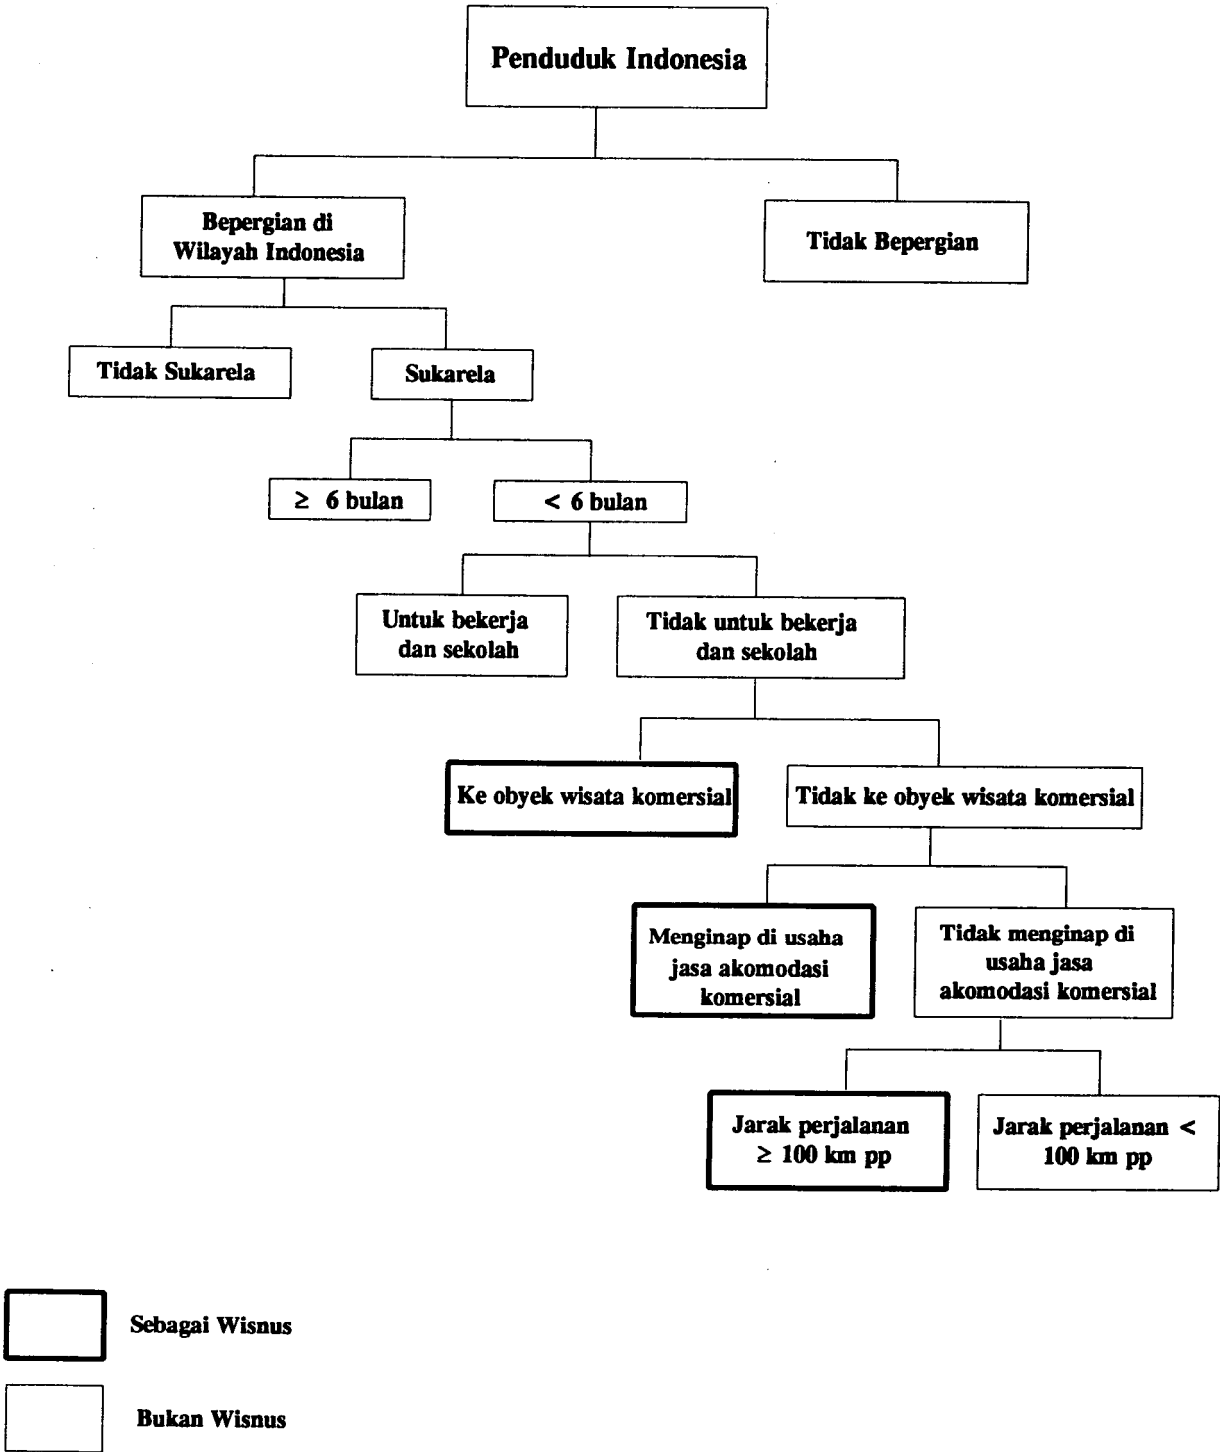 Penduduk Indonesia
Bepergian di
Wilayah Indonesia
Tidak Bepergian
Tidak Sukarela
Sukarela
≥ 6 bulan
< 6 bulan
Untuk bekerja
dan sekolah
Tidak untuk bekerja
dan sekolah
Ke obyek wisata komersial
Tidak ke obyek wisata komersial
Menginap di usaha
jasa akomodasi
komersial
Tidak menginap di
usaha jasa
akomodasi komersial
Jarak perjalanan
≥ 100 km pp
Jarak perjalanan <
100 km pp
Sebagai Wisnus
Bukan Wisnus